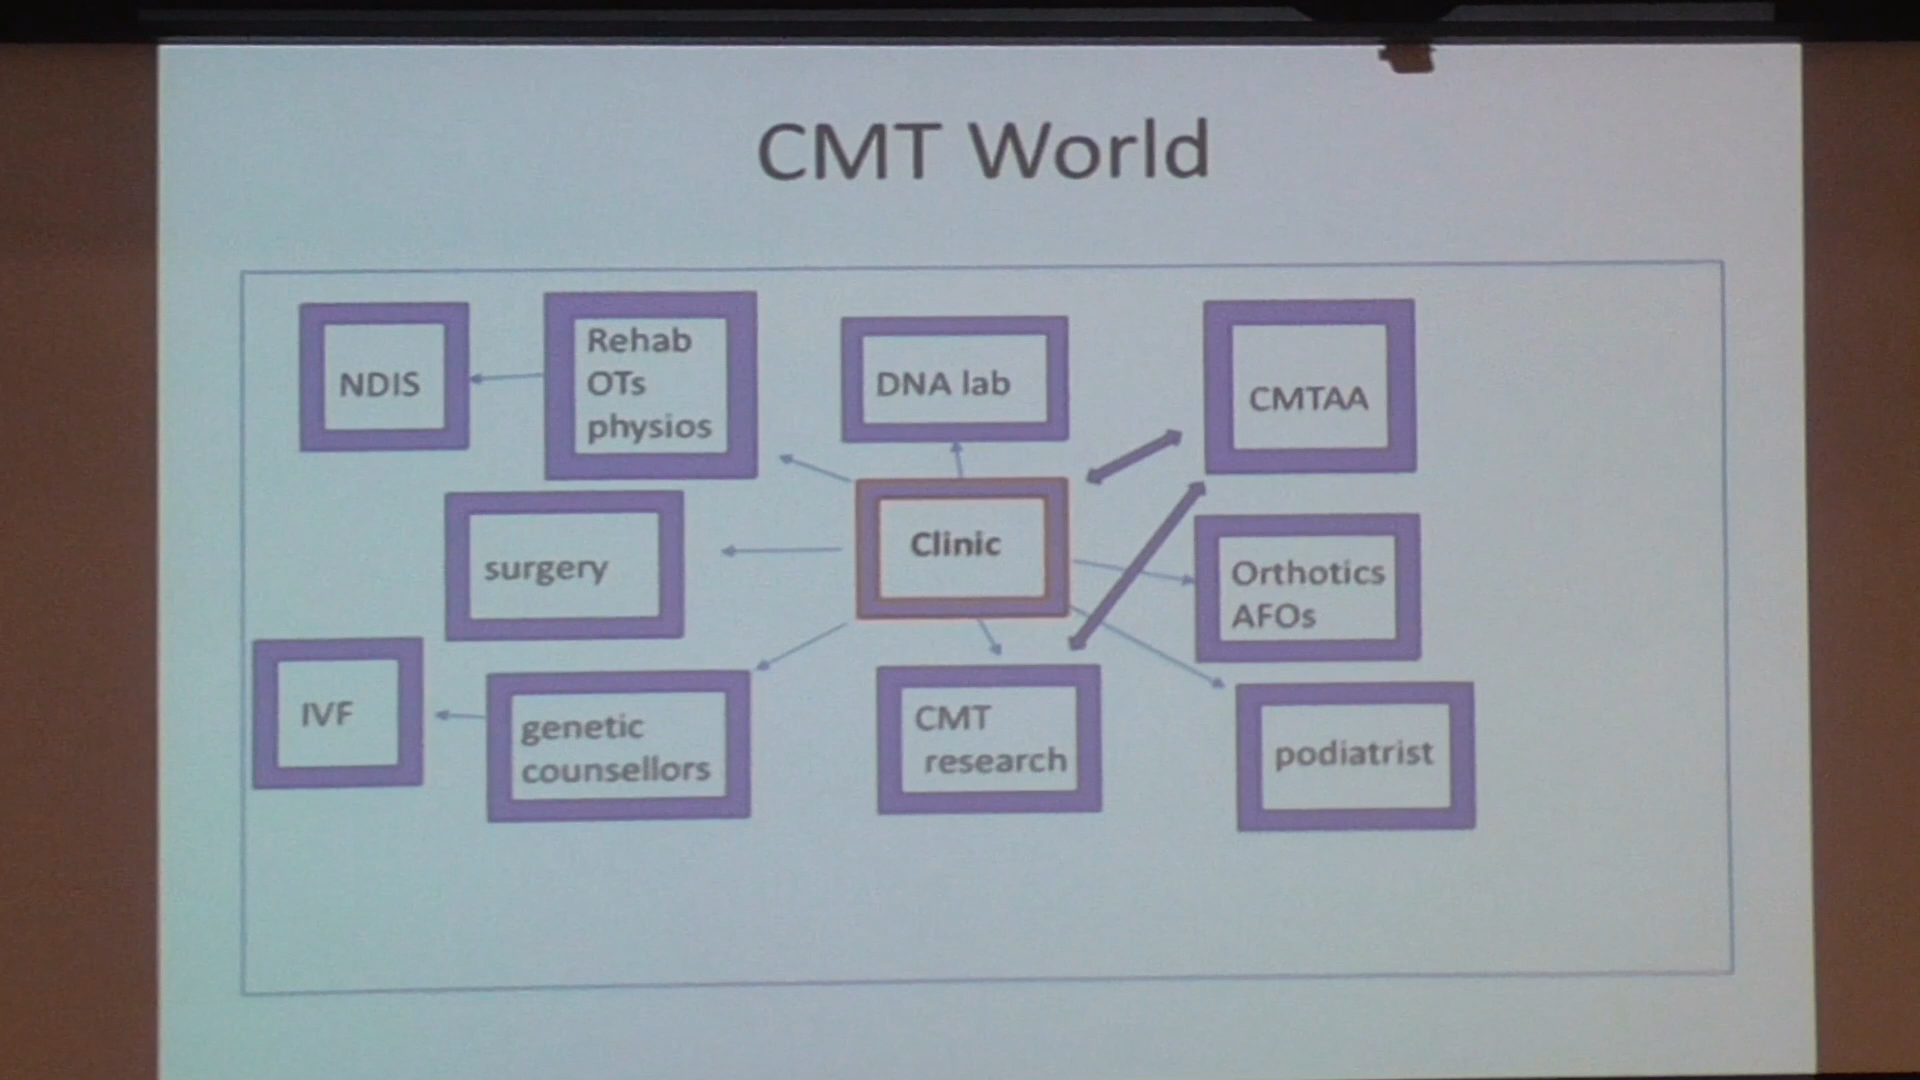 CMT World
NDIS
Rehab
OTs
physios
DNA lab
CMTAA
surgery
Clinic
Orthotics
AFOs
IVF
genetic
counsellors
CMT
research
podiatrist